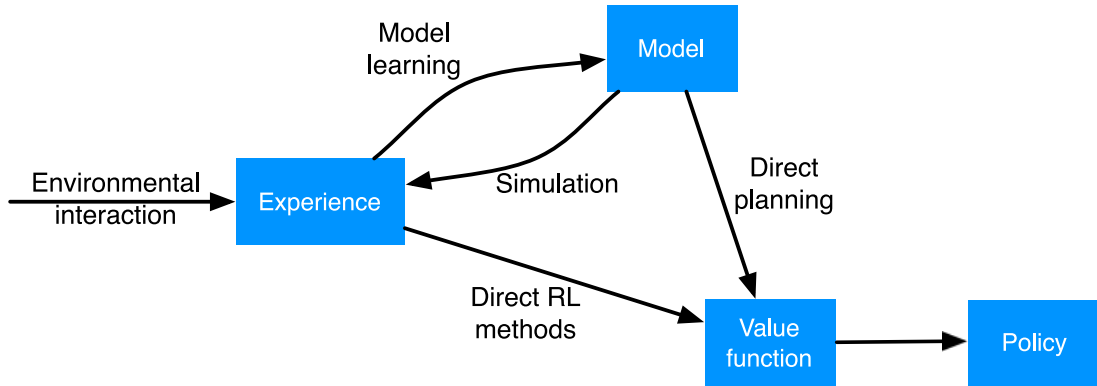 Model
learning
Model
Environmental
interaction
Experience
Simulation
Direct
planning
Direct RL
methods
Value
function
Policy